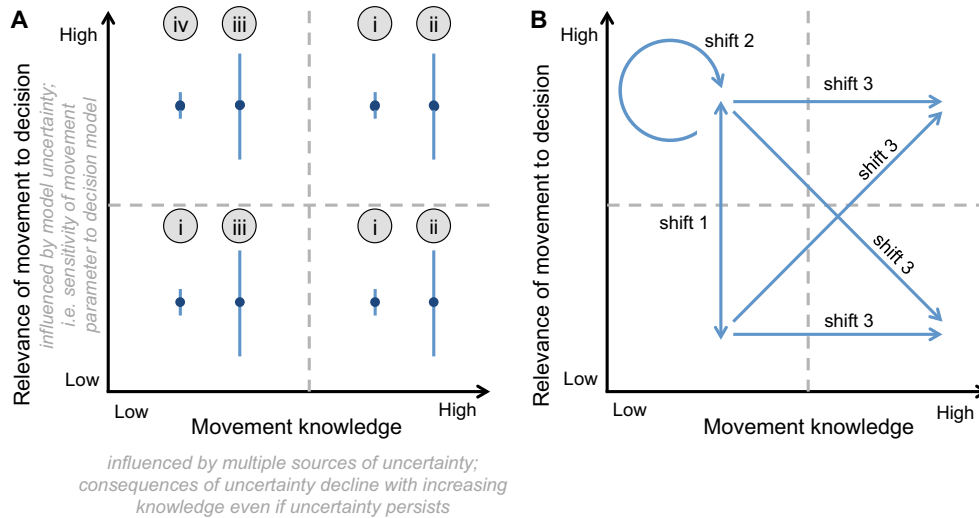 A
High
iv
iii
i
ii
i
iii
i
ii
Low
Relevance of movement to decision
influenced by model uncertainty;
i.e. sensitivity of movement
parameter to decision model
Low
High
Movement knowledge
influenced by multiple sources of uncertainty;
consequences of uncertainty decline with increasing
knowledge even if uncertainty persists
B
High
shift 2
shift 3
shift 3
shift 1
shift 3
shift 3
Low
Relevance of movement to decision
Low
High
Movement knowledge